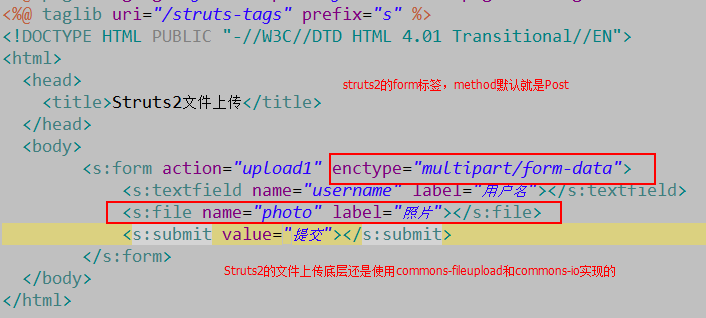 <%@ taglib uri="/struts-tags" prefix="s" %>
<!DOCTYPE HTML PUBLIC "-//W3C//DTD HTML 4.01 Transitional//EN">
<html>
<head>
struts2的form标签，method默认就是Post
<title>Struts2文件上传</title>
</head>
<body>
<s:form action="upload1" enctype="multipart/form-data">
<s:textfield name="username" label="用户名"></s:textfield>
<s:file name="photo" label="照片"></s:file>
<s:submit value="提交"></s:submit>
</s:form>
Struts2的文件上传底层还是使用commons-fileupload和commons-io实现的
</body>
</html>